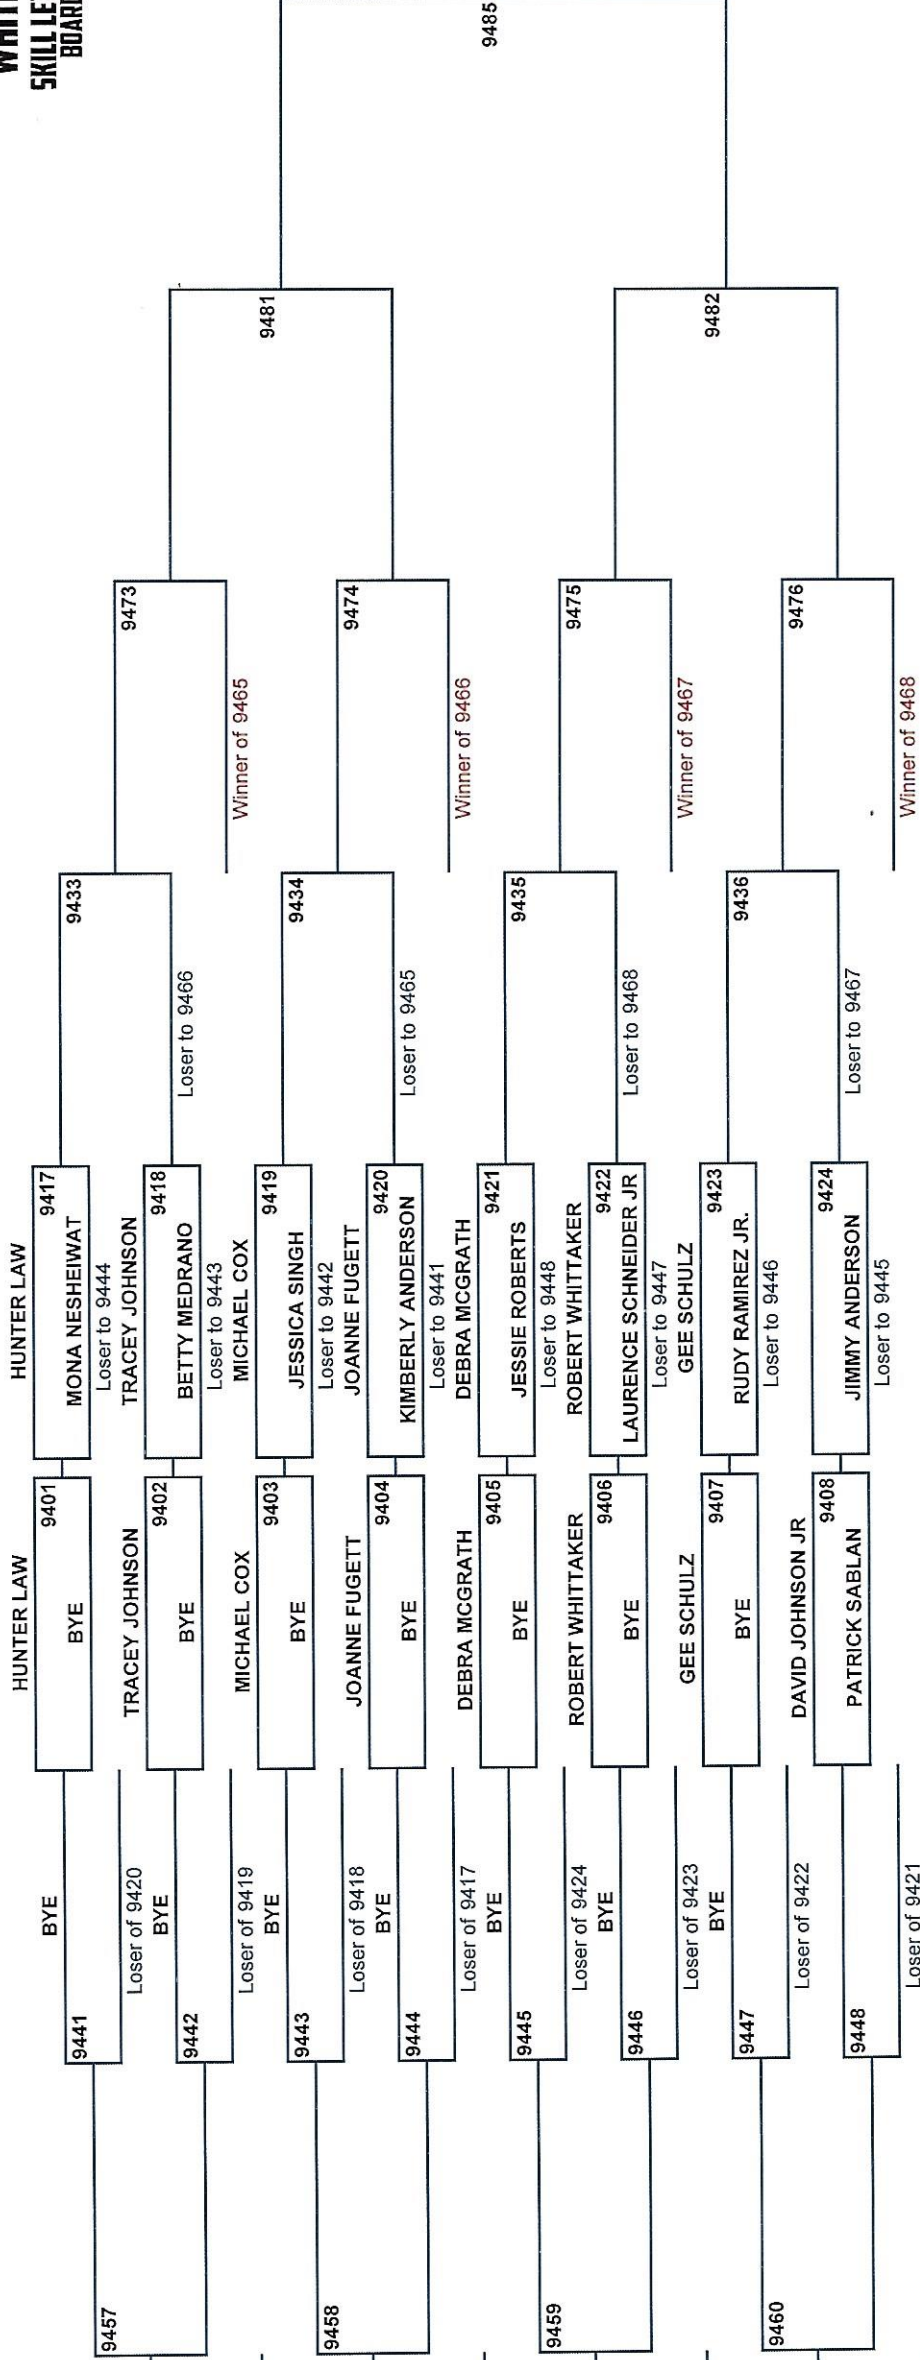 SKILL
BOARD
9485
9481
9482
9473
9474
9475
9476
Winner of 9465
Winner of 9466
Winner of 9467
Winner of 9468
9433
9434
9435
9436
Loser to 9466
Loser to 9465
Loser to 9468
Loser to 9467
HUNTER LAW
9417
MONA NESHEIWAT
Loser to 9444
TRACEY JOHNSON
9418
BETTY MEDRANO
Loser to 9443
MICHAEL COX
9419
JESSICA SINGH
Loser to 9442
JOANNE FUGETT
9420
KIMBERLY ANDERSON
Loser to 9441
DEBRA MCGRATH
9421
JESSIE ROBERTS
Loser to 9448
ROBERT WHITTAKER
9422
LAURENCE SCHNEIDER JR
Loser to 9447
GEE SCHULZ
9423
RUDY RAMIREZ JR.
Loser to 9446
9424
JIMMY ANDERSON
Loser to 9445
HUNTER LAW
9401
BYE
TRACEY JOHNSON
9402
BYE
MICHAEL COX
9403
BYE
JOANNE FUGETT
9404
BYE
DEBRA MCGRATH
9405
BYE
ROBERT WHITTAKER
9406
BYE
GEE SCHULZ
9407
BYE
DAVID JOHNSON JR
9408
PATRICK SABLAN
BYE
9441
Loser of 9420
BYE
9442
Loser of 9419
BYE
9443
Loser of 9418
BYE
9444
Loser of 9417
BYE
9445
Loser of 9424
BYE
9446
Loser of 9423
BYE
9447
Loser of 9422
9448
Loser of 9421
9457
9458
9459
9460